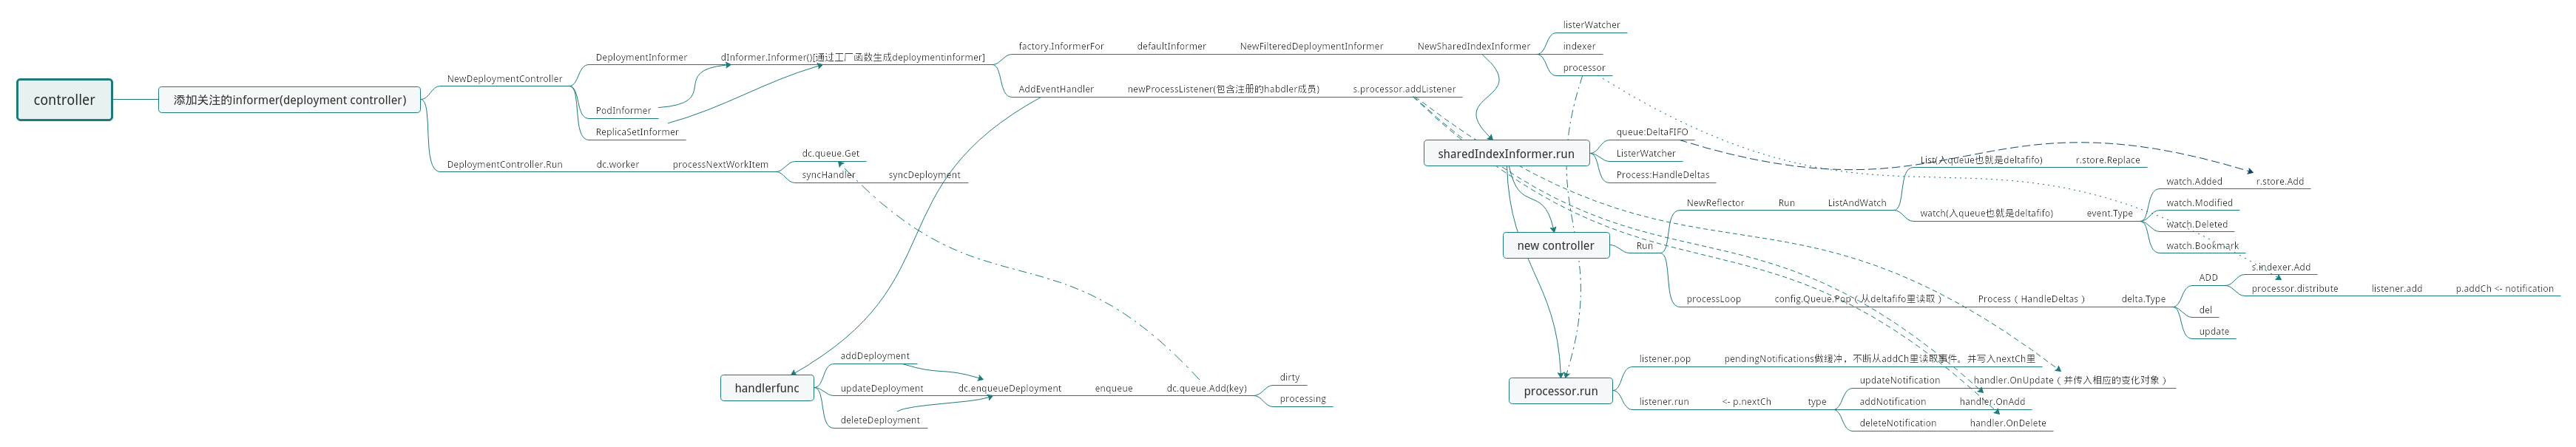 controller
添加关注的informer(deployment controller)
NewDeploymentController
DeploymentInformer
dInformer.Informer()[通过工厂函数生成deploymentinformer]
factory.InformerFor
defaultInformer
NewFilteredDeploymentInformer
NewSharedIndexInformer
listerWatcher
indexer
processor
AddEventHandler
newProcessListener(包含注册的habdler成员)
s.processor.addListener
PodInformer
ReplicaSetInformer
DeploymentController.Run
dc.worker
processNextWorkItem
dc.queue.Get
syncHandler
syncDeployment
sharedIndexInformer.run
queue:DeltaFIFO
ListerWatcher
Process:HandleDeltas
new controller
Run
NewReflector
Run
ListAndWatch
List(入queue也就是deltafifo)
r.store.Replace
watch(入queue也就是deltafifo)
event.Type
watch.Added
r.store.Add
watch.Modified
watch.Deleted
watch.Bookmark
processLoop
config.Queue.Pop（从deltafifo里读取）
Process（HandleDeltas）
delta.Type
ADD
s.indexer.Add
processor.distribute
listener.add
p.addCh <- notification
del
update
handlerfunc
addDeployment
updateDeployment
dc.enqueueDeployment
enqueue
dc.queue.Add(key)
dirty
processing
deleteDeployment
processor.run
listener.pop
pendingNotifications做缓冲，不断从addCh里读取事件，并写入nextCh里
listener.run
<- p.nextCh
type
updateNotification
handler.OnUpdate（并传入相应的变化对象）
addNotification
handler.OnAdd
deleteNotification
handler.OnDelete